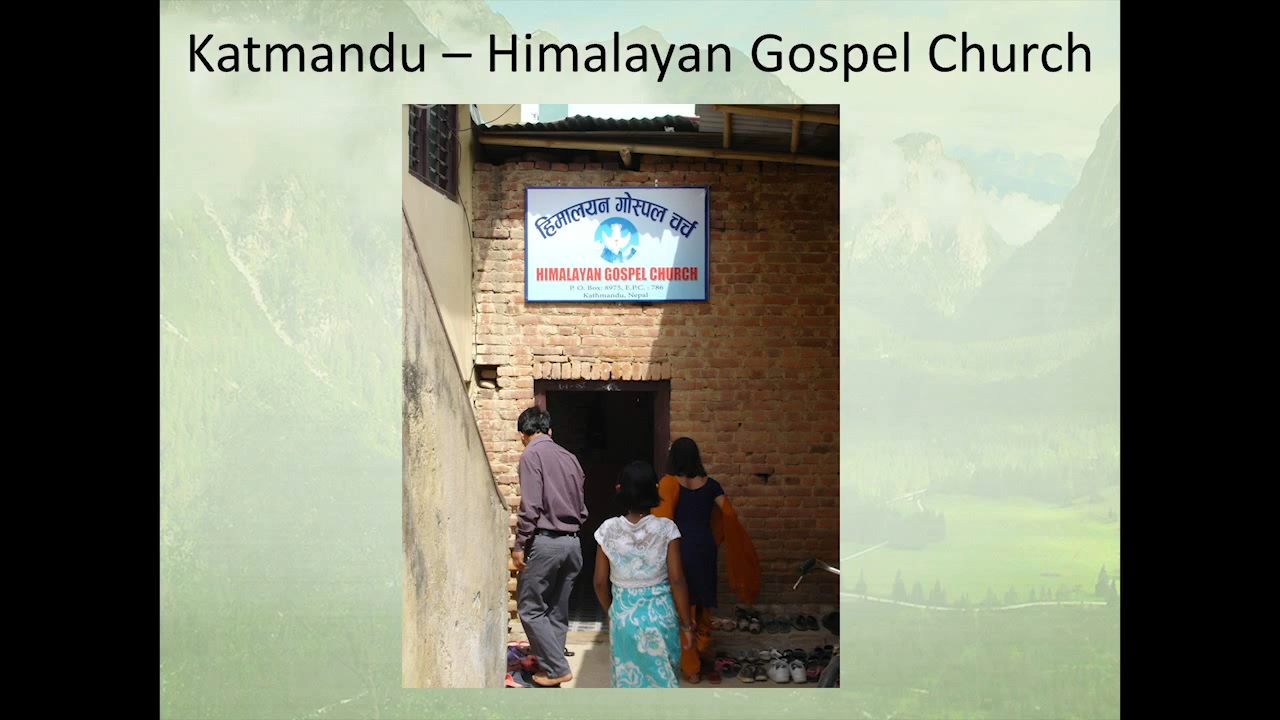 Katmandu – Himalayan Gospel Church
हिमालयन गोस्पल चर्च
HIMALAYAN GOSPEL CHURCH
P. O. Box: 8975, E.P.C. : 786
Kathmandu, Nepal